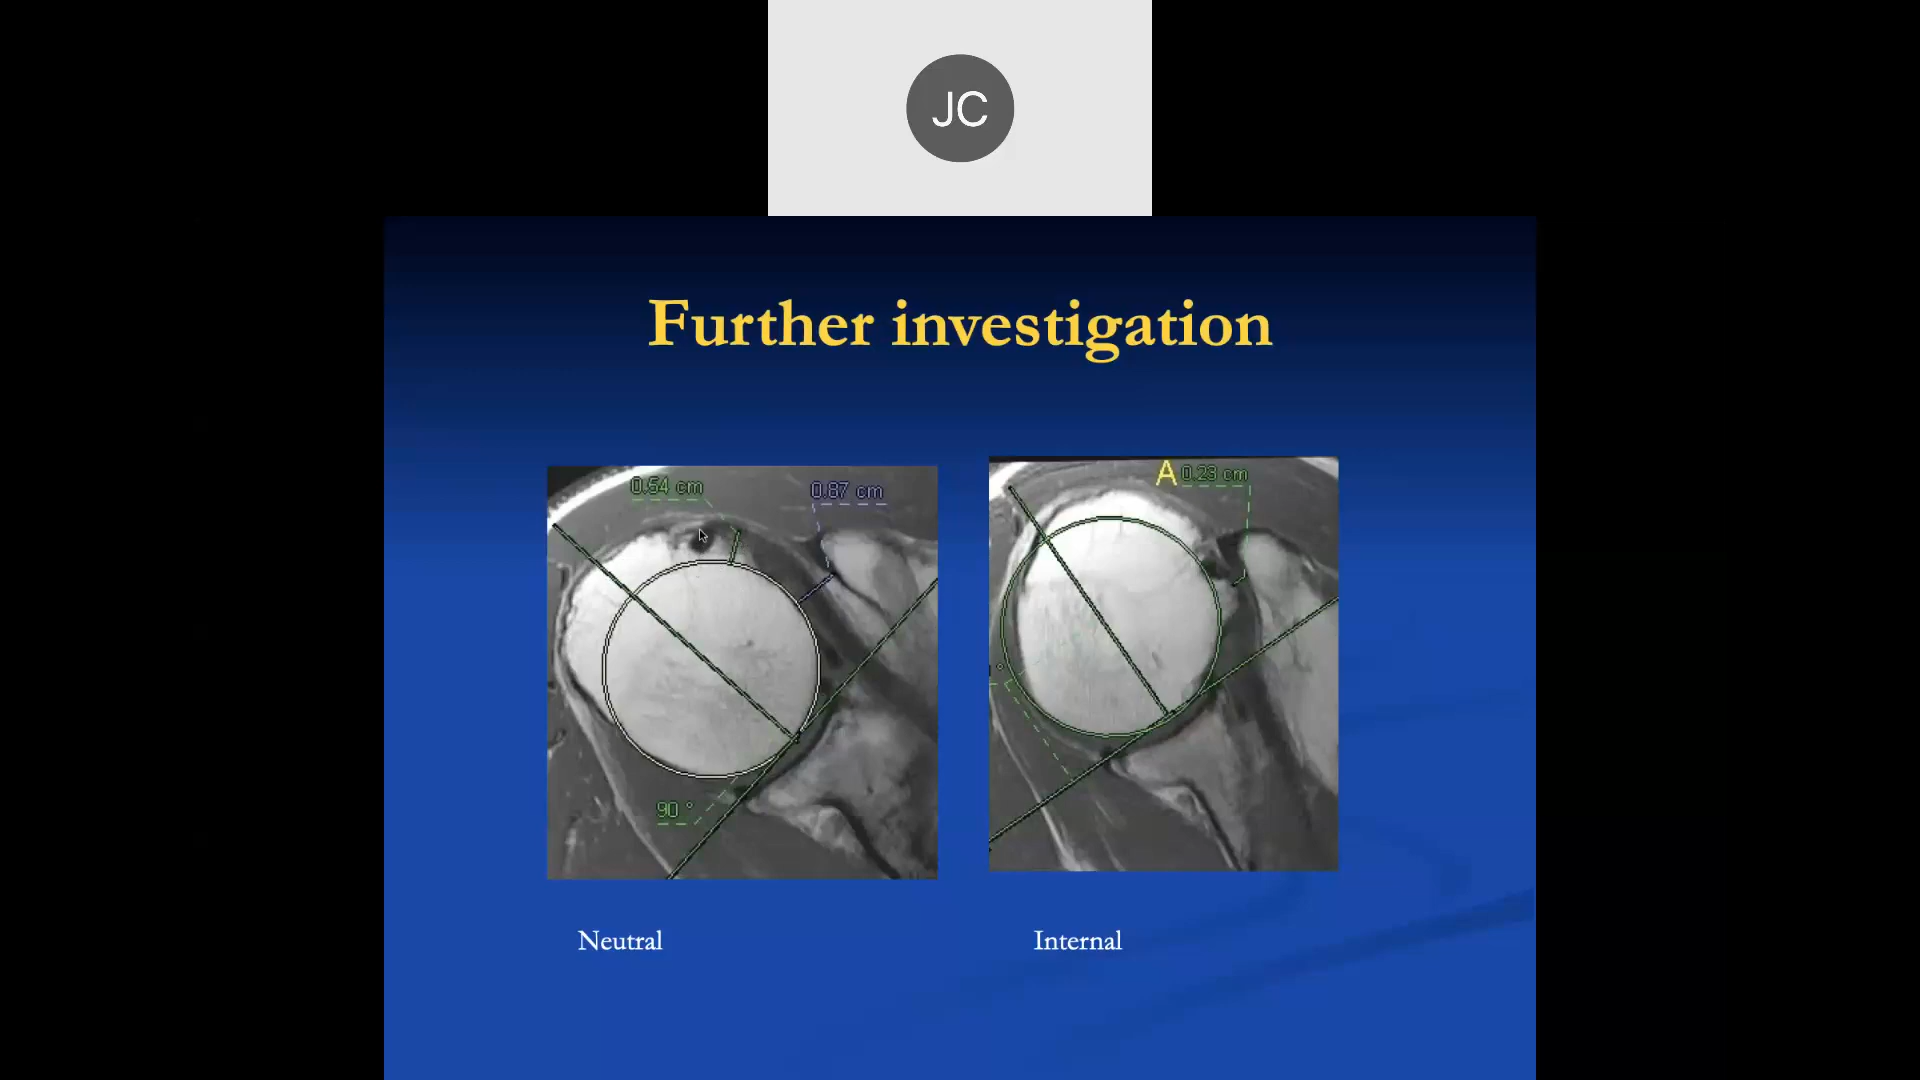 JC
Further investigation
0.54 cm
0.87 cm
A 0.23 cm
90 °
Neutral
Internal